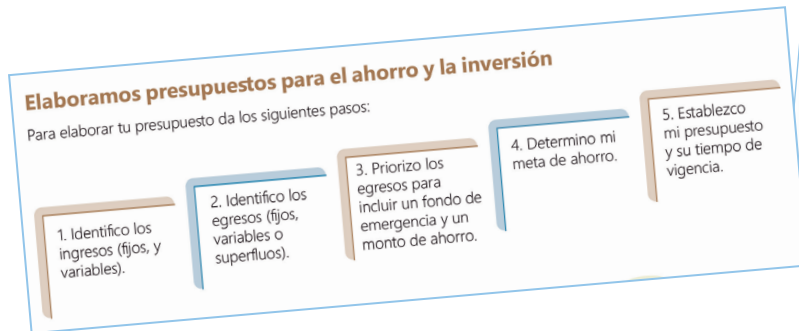 Elaboramos presupuestos para el ahorro y la inversión
Para elaborar tu presupuesto da los siguientes pasos:
1. Identifico los
ingresos (fijos, y
variables).
2. Identifico los
egresos (fijos,
variables o
superfluos).
3. Priorizo los
egresos para
incluir un fondo de
emergencia y un
monto de ahorro.
4. Determino mi
meta de ahorro.
5. Establezco
mi presupuesto
y su tiempo de
vigencia.